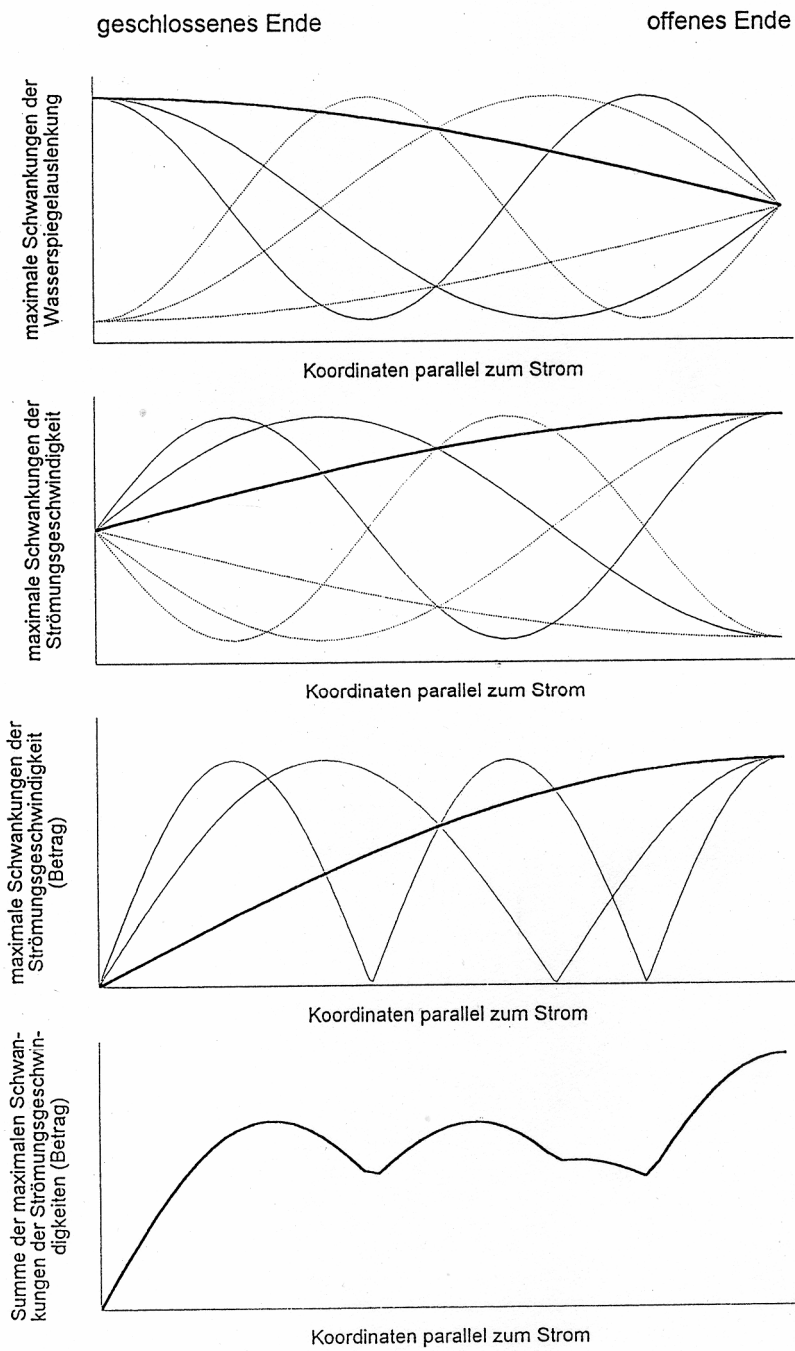 geschlossenes Ende
offenes Ende
maximale Schwankungen der
Wasserspiegelauslenkung
Koordinaten parallel zum Strom
maximale Schwankungen der
Strömungsgeschwindigkeit
Koordinaten parallel zum Strom
maximale Schwankungen der
Strömungsgeschwindigkeit
(Betrag)
Koordinaten parallel zum Strom
Summe der maximalen Schwan-
kungen der Strömungsgeschwin-
digkeiten (Betrag)
Koordinaten parallel zum Strom